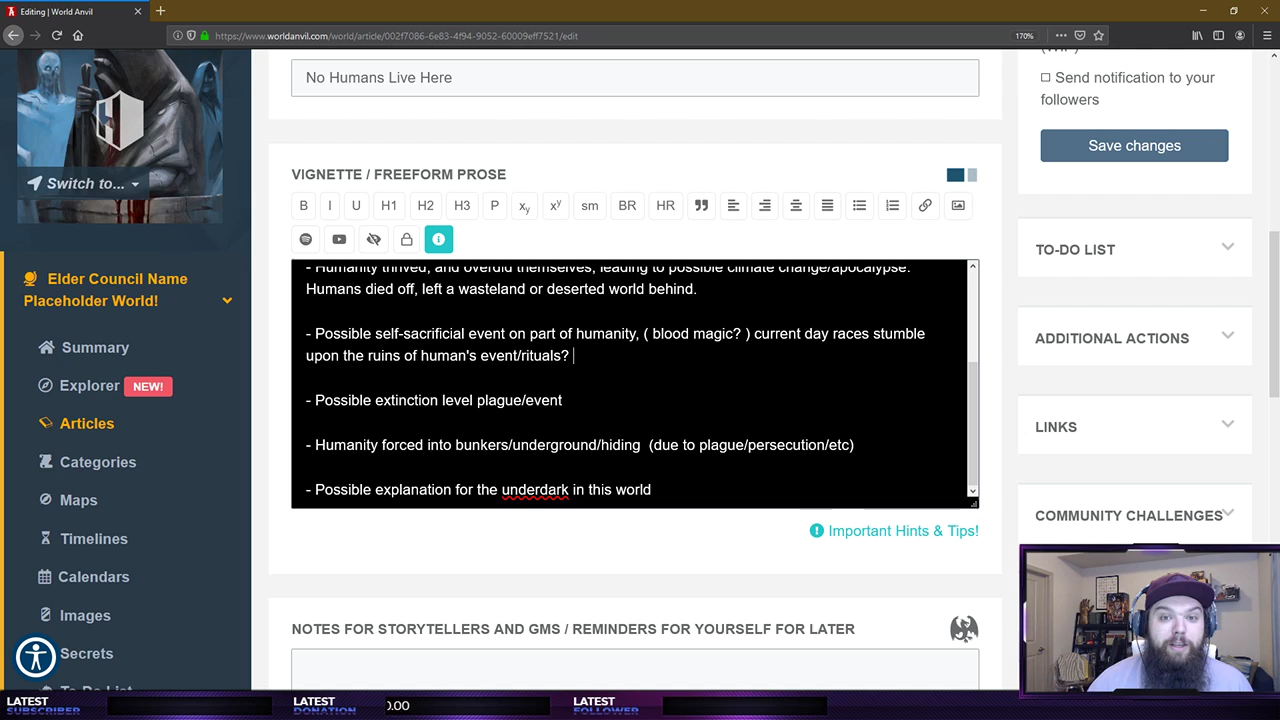 Editing | World Anvil
https://www.worldanvil.com/world/article/002f7086-6e83-4f94-9052-60009eff7521/edit
170%
Switch to...
Elder Council Name
Placeholder World!
Summary
Explorer NEW!
Articles
Categories
Maps
Timelines
Calendars
Images
Secrets
To-Do List
No Humans Live Here
VIGNETTE / FREEFORM PROSE
B I U H1 H2 H3 P xy xy sm BR HR
- Humanity thrived, and overdid themselves, leading to possible climate change/apocalypse.
Humans died off, left a wasteland or deserted world behind.
- Possible self-sacrificial event on part of humanity, ( blood magic? ) current day races stumble
upon the ruins of human's event/rituals?
- Possible extinction level plague/event
- Humanity forced into bunkers/underground/hiding  (due to plague/persecution/etc)
- Possible explanation for the underdark in this world
Important Hints & Tips!
NOTES FOR STORYTELLERS AND GMS / REMINDERS FOR YOURSELF FOR LATER
(WIP)
Send notification to your
followers
Save changes
TO-DO LIST
ADDITIONAL ACTIONS
LINKS
COMMUNITY CHALLENGES
LATEST
SUBSCRIBER
LATEST
DONATION
0.00
LATEST
FOLLOWER